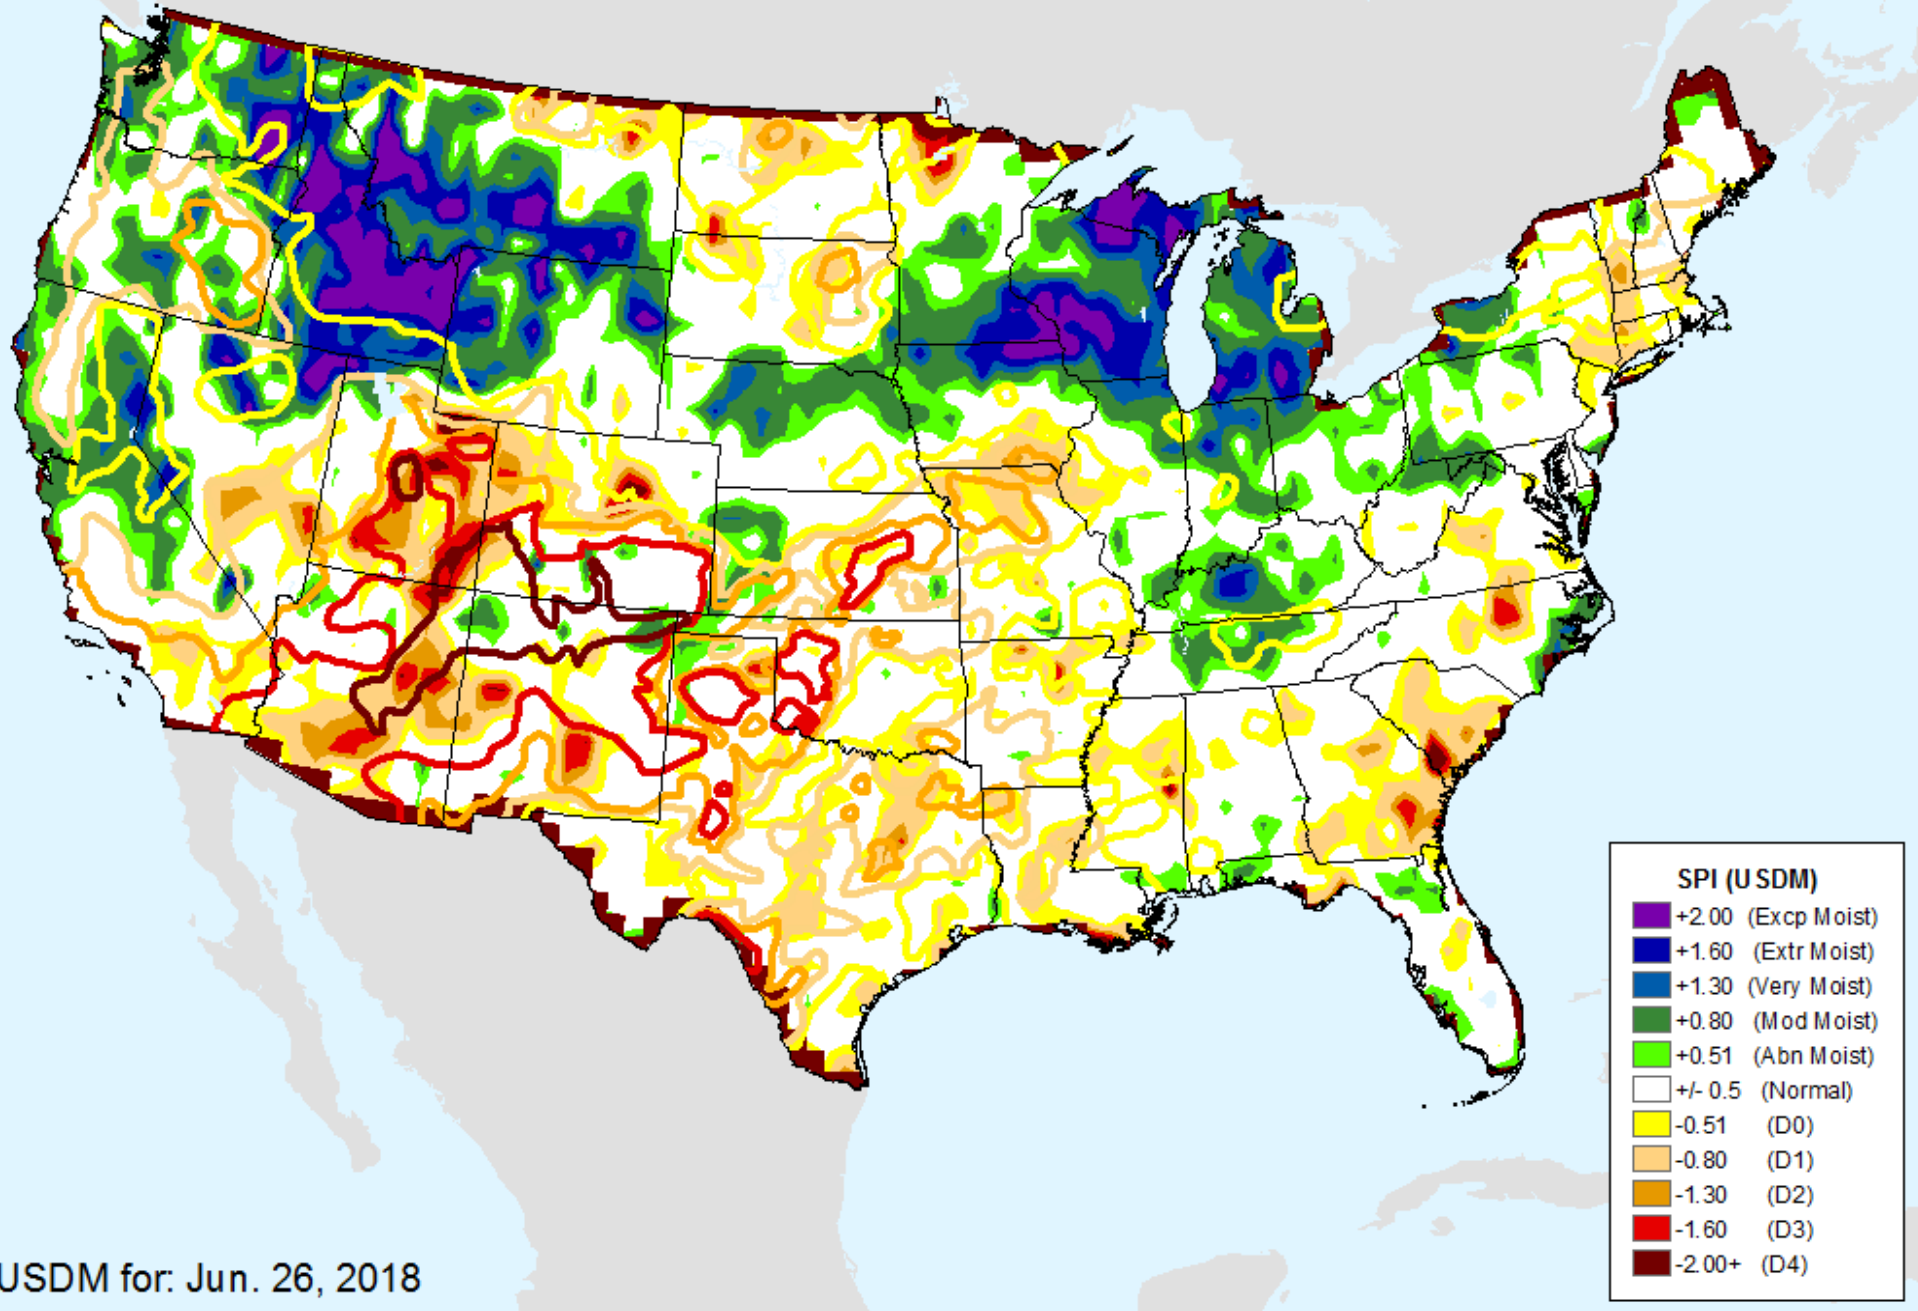 SPI (USDM)
+2.00 (Excp Moist)
+1.60 (Extr Moist)
+1.30 (Very Moist)
+0.80 (Mod Moist)
+0.51 (Abn Moist)
+/- 0.5 (Normal)
-0.51 (D0)
-0.80 (D1)
-1.30 (D2)
-1.60 (D3)
-2.00+ (D4)
USDM for: Jun. 26, 2018